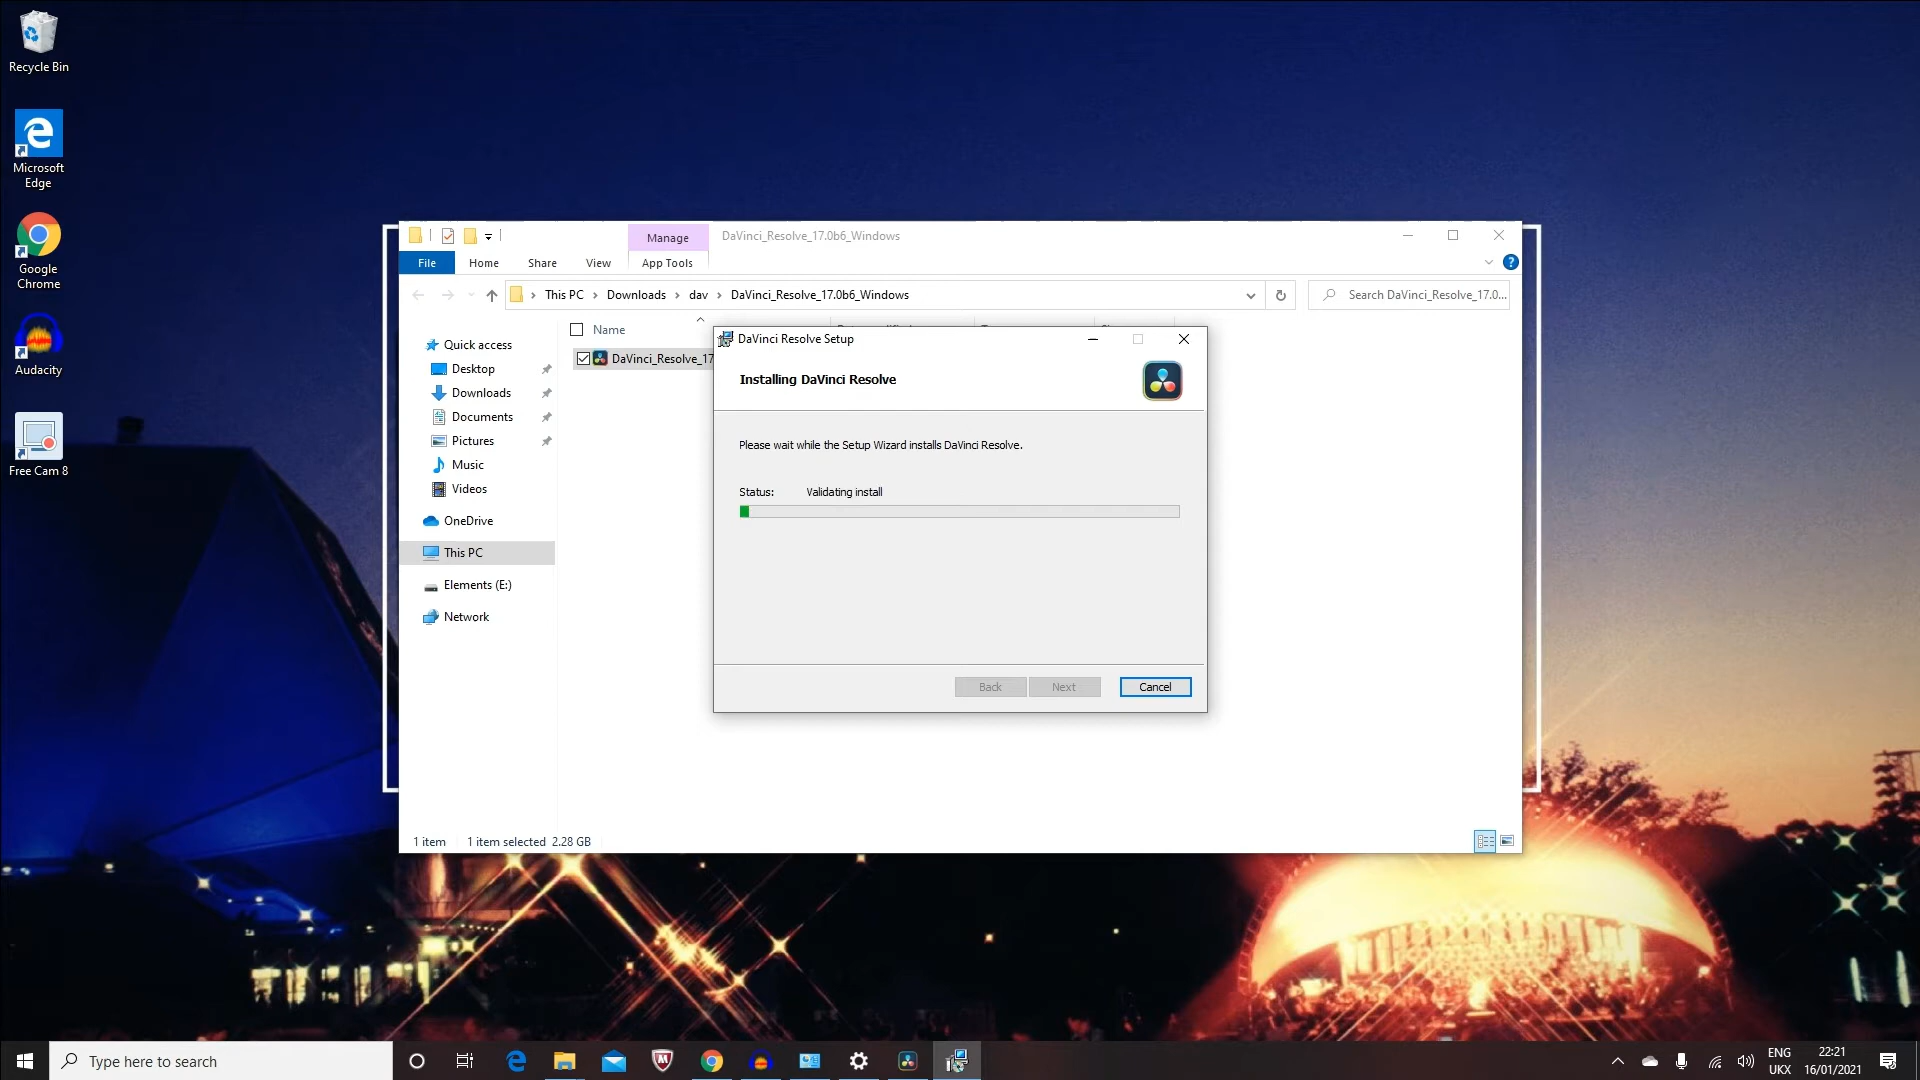 Recycle Bin
Microsoft
Edge
Google
Chrome
Audacity
Free Cam 8
Manage
DaVinci_Resolve_17.0b6_Windows
File
Home
Share
View
App Tools
This PC
Downloads
dav
DaVinci_Resolve_17.0b6_Windows
Search DaVinci_Resolve_17.0...
Name
Quick access
Desktop
Downloads
Documents
Pictures
Music
Videos
OneDrive
This PC
Elements (E:)
Network
DaVinci_Resolve_17
DaVinci Resolve Setup
Installing DaVinci Resolve
Please wait while the Setup Wizard installs DaVinci Resolve.
Status: Validating install
Back
Next
Cancel
1 item 1 item selected 2.28 GB
Type here to search
ENG
UKX
22:21
16/01/2021